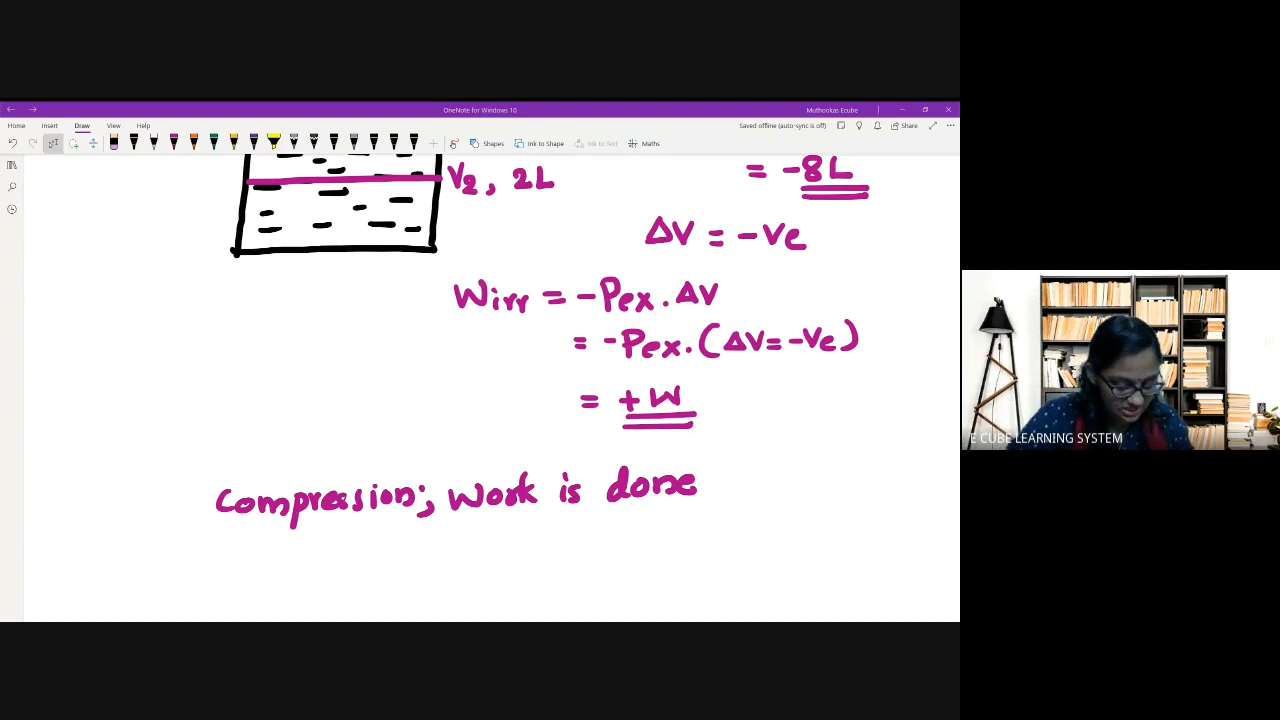 OneNote for Windows 10
Muthookas Ecube
Home Insert Draw View Help
Saved offline (auto-sync is off) Share
Shapes Ink to Shape Ink to Text Maths
V2, 2L
= -8L
ΔV = -ve
Wirr = -Pex. ΔV
= -Pex. (ΔV= -ve)
= +W
Compression; Work is done
E CUBE LEARNING SYSTEM